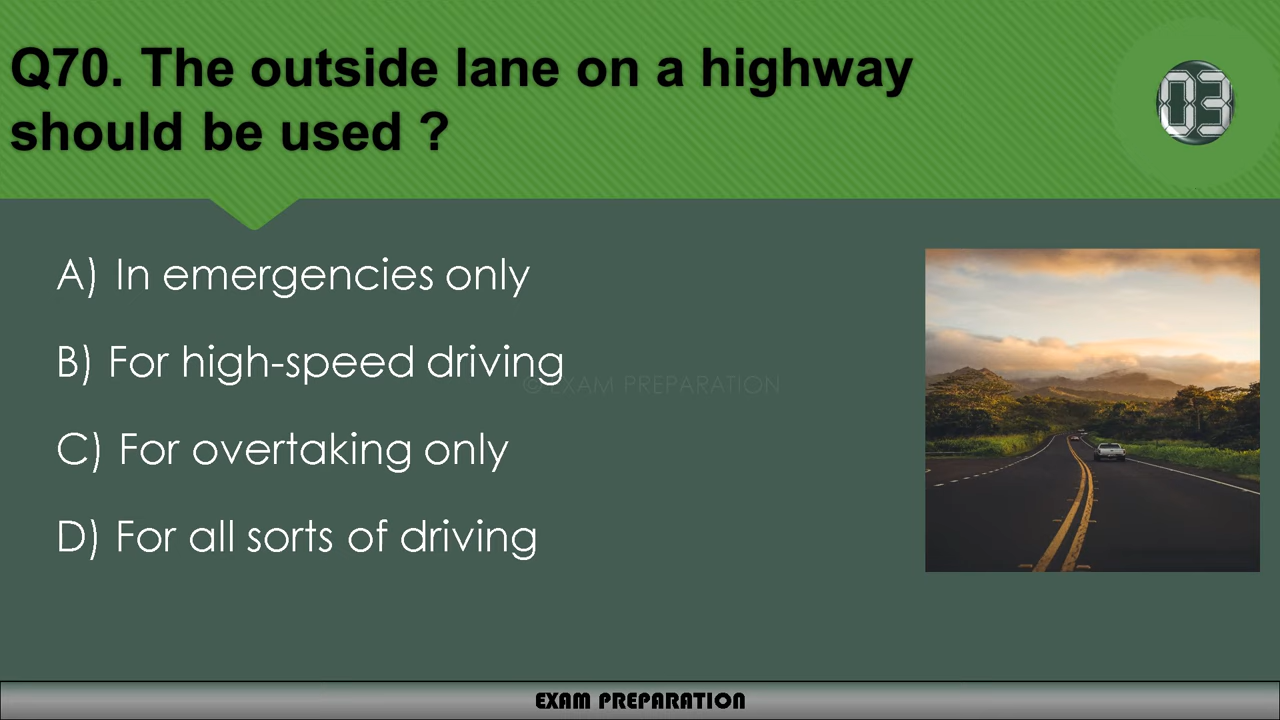 Q70. The outside lane on a highway
should be used ?
03
A) In emergencies only
B) For high-speed driving
© EXAM PREPARATION
C) For overtaking only
D) For all sorts of driving
EXAM PREPARATION